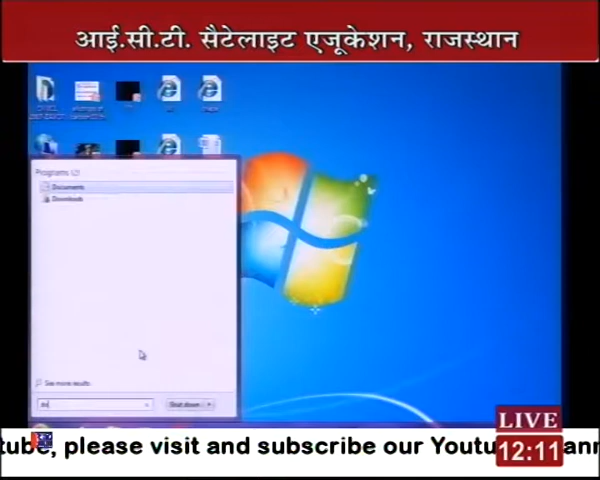 आई.सी.टी. सैटेलाइट एजूकेशन, राजस्थान
Programs (2)
Documents
Downloads
See more results
Shut down
LIVE
12:11
tube, please visit and subscribe our Youtu